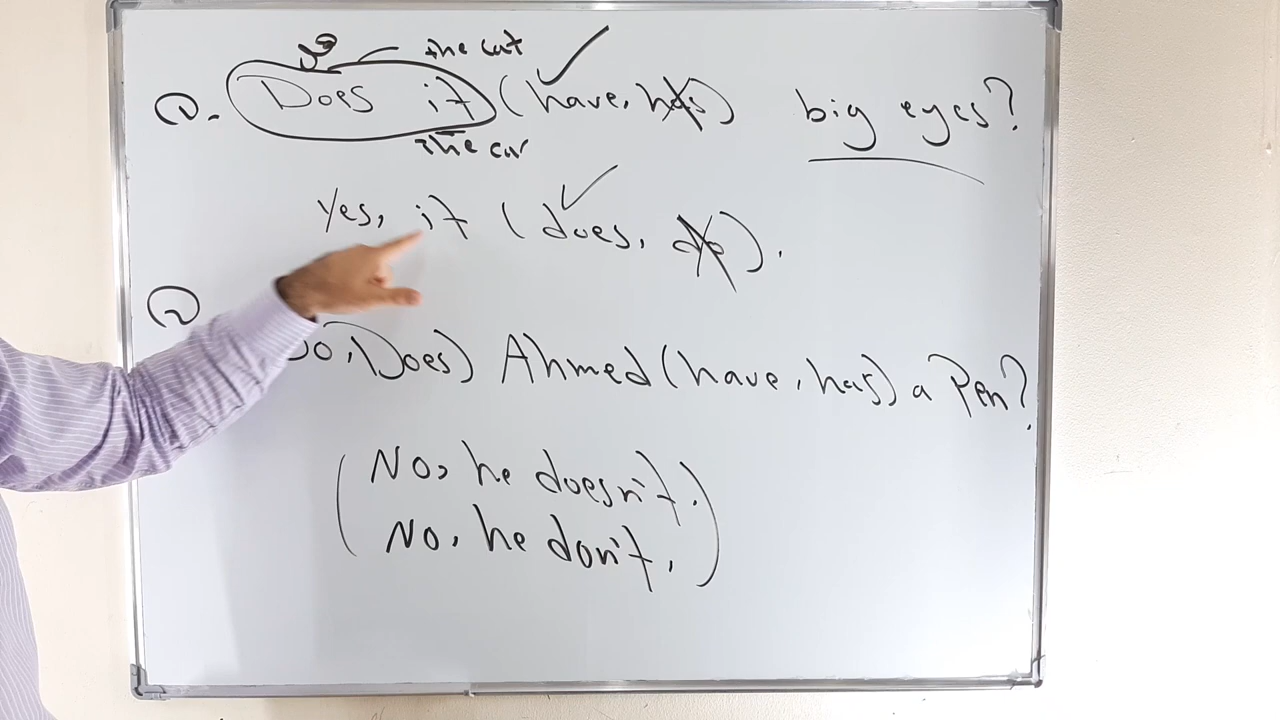 the cat
Q. Does it (have, has) big eyes?
the car
Yes, it (does, do).
Q
Do, Does) Ahmed (have, has) a Pen?
(No, he doesn't.
No, he don't.)